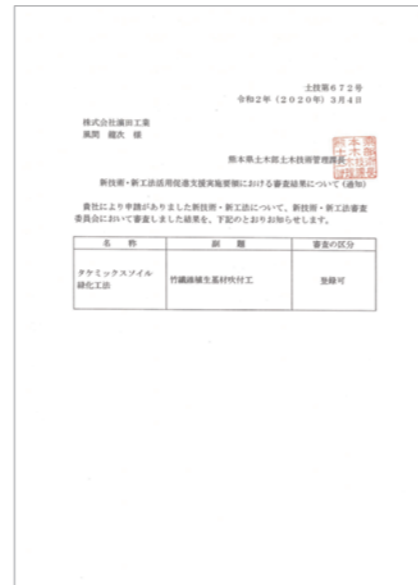 土技第672号
令和2年(2020年)3月4日
株式会社濵田工業
風間 龍次 様
熊本県土木部土木技術管理課長
新技術・新工法活用促進支援実施要領における審査結果について(通知)
貴社により申請がありました新技術・新工法について、新技術・新工法審査
委員会において審査しました結果を、下記のとおりお知らせします。
名 称 副 題 審査の区分
タケミックスソイル
緑化工法 竹繊維植生基材吹付工 登録可